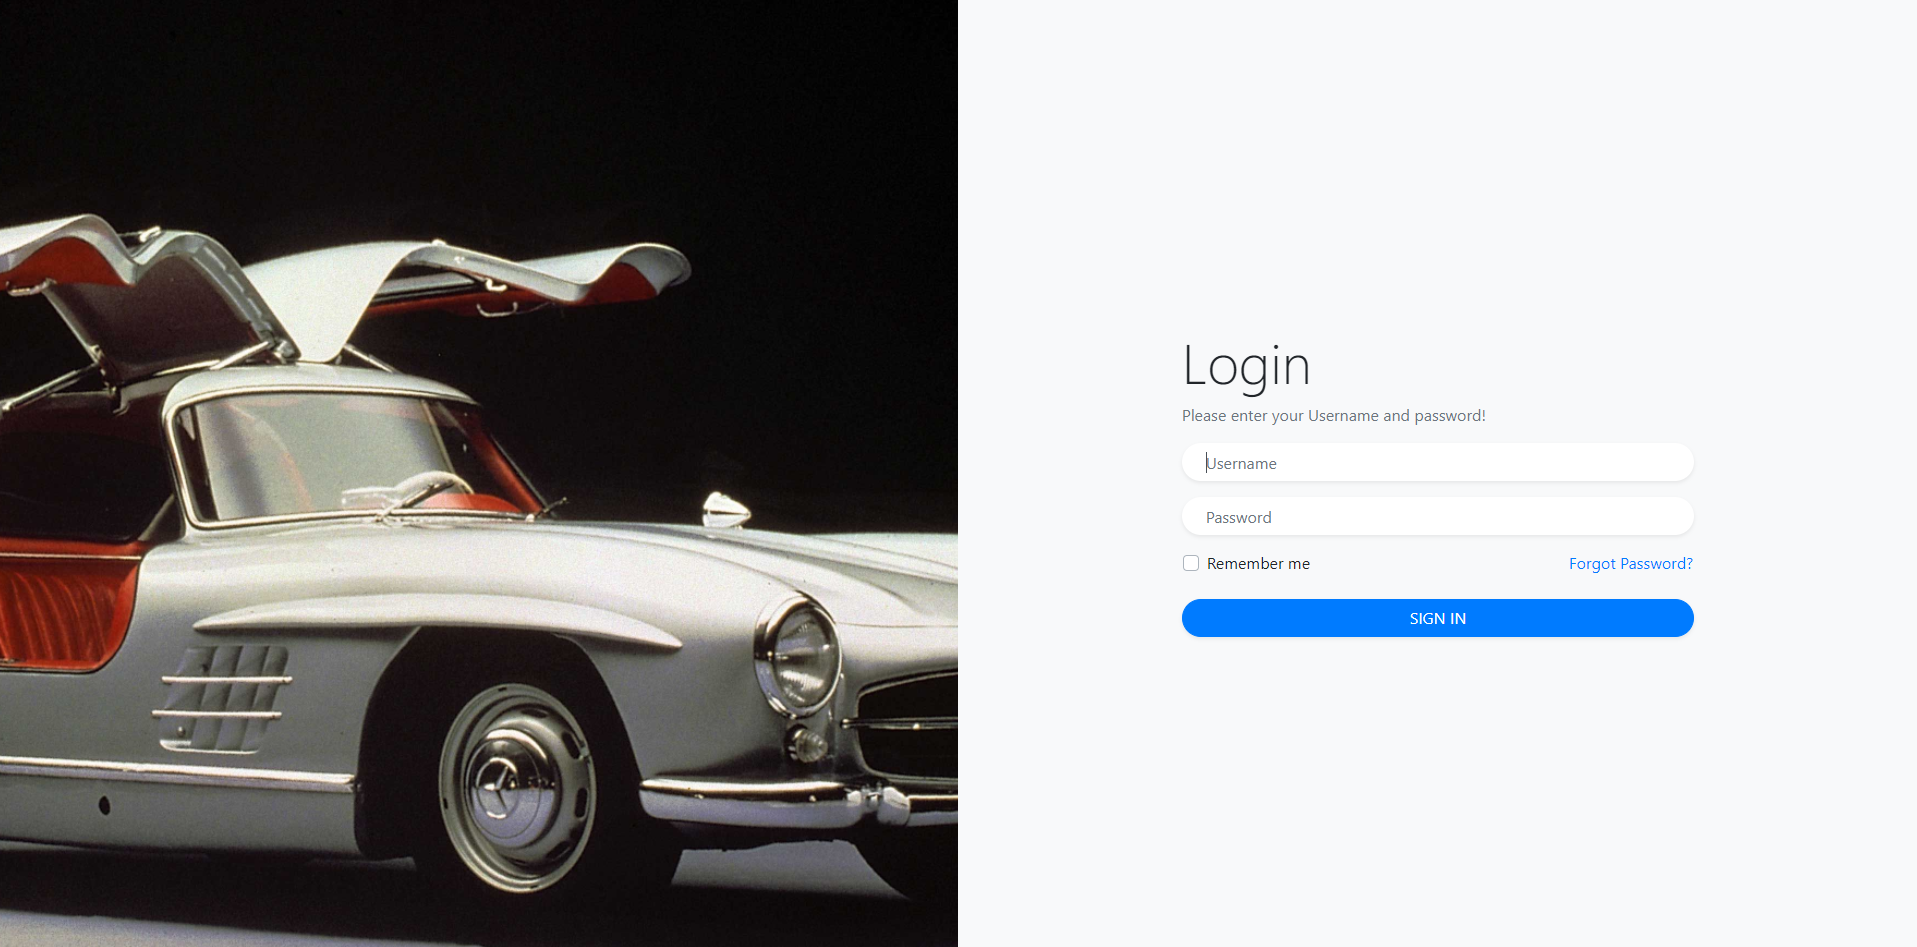 Login
Please enter your Username and password!
Username
Password
Remember me
Forgot Password?
SIGN IN